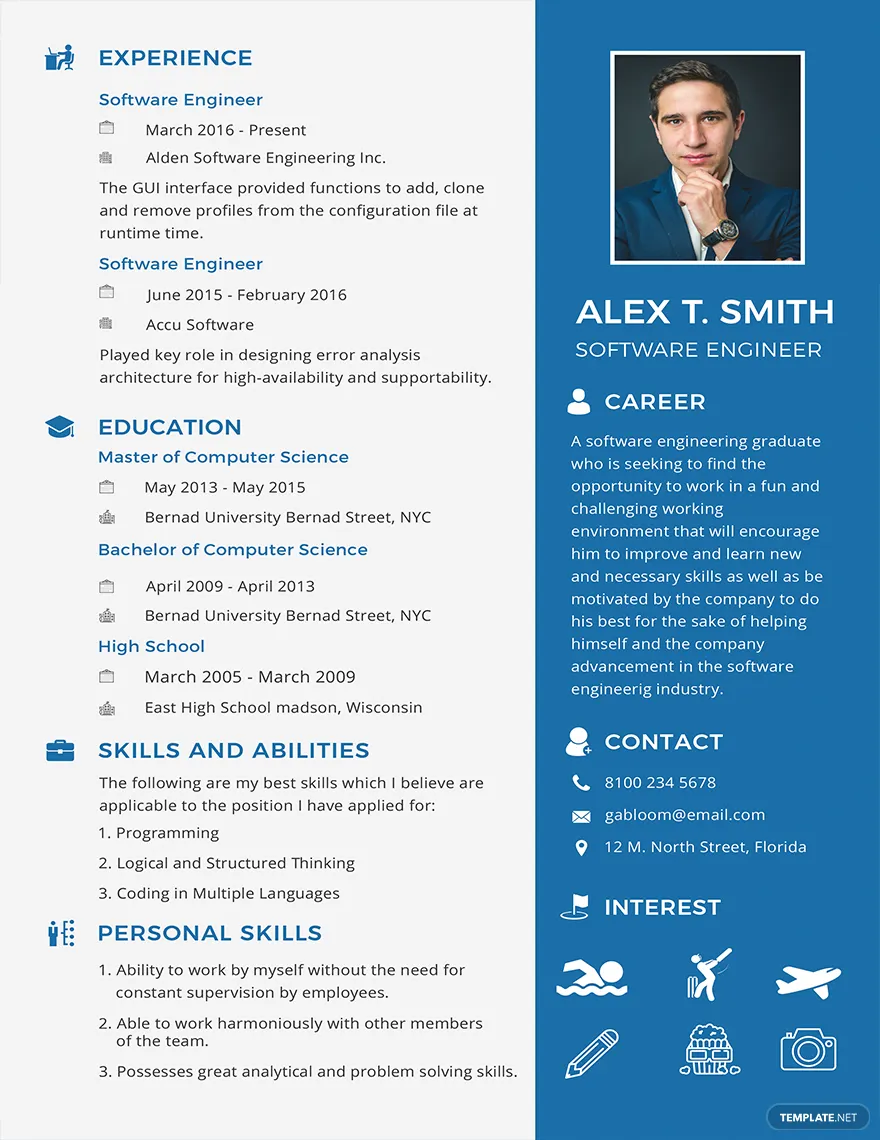 EXPERIENCE
Software Engineer
March 2016 - Present
Alden Software Engineering Inc.
The GUI interface provided functions to add, clone
and remove profiles from the configuration file at
runtime time.
Software Engineer
June 2015 - February 2016
Accu Software
Played key role in designing error analysis
architecture for high-availability and supportability.
EDUCATION
Master of Computer Science
May 2013 - May 2015
Bernad University Bernad Street, NYC
Bachelor of Computer Science
April 2009 - April 2013
Bernad University Bernad Street, NYC
High School
March 2005 - March 2009
East High School madson, Wisconsin
SKILLS AND ABILITIES
The following are my best skills which I believe are
applicable to the position I have applied for:
1. Programming
2. Logical and Structured Thinking
3. Coding in Multiple Languages
PERSONAL SKILLS
1. Ability to work by myself without the need for
constant supervision by employees.
2. Able to work harmoniously with other members
of the team.
3. Possesses great analytical and problem solving skills.
ALEX T. SMITH
SOFTWARE ENGINEER
CAREER
A software engineering graduate
who is seeking to find the
opportunity to work in a fun and
challenging working
environment that will encourage
him to improve and learn new
and necessary skills as well as be
motivated by the company to do
his best for the sake of helping
himself and the company
advancement in the software
engineerig industry.
CONTACT
8100 234 5678
gabloom@email.com
12 M. North Street, Florida
INTEREST
TEMPLATE.NET